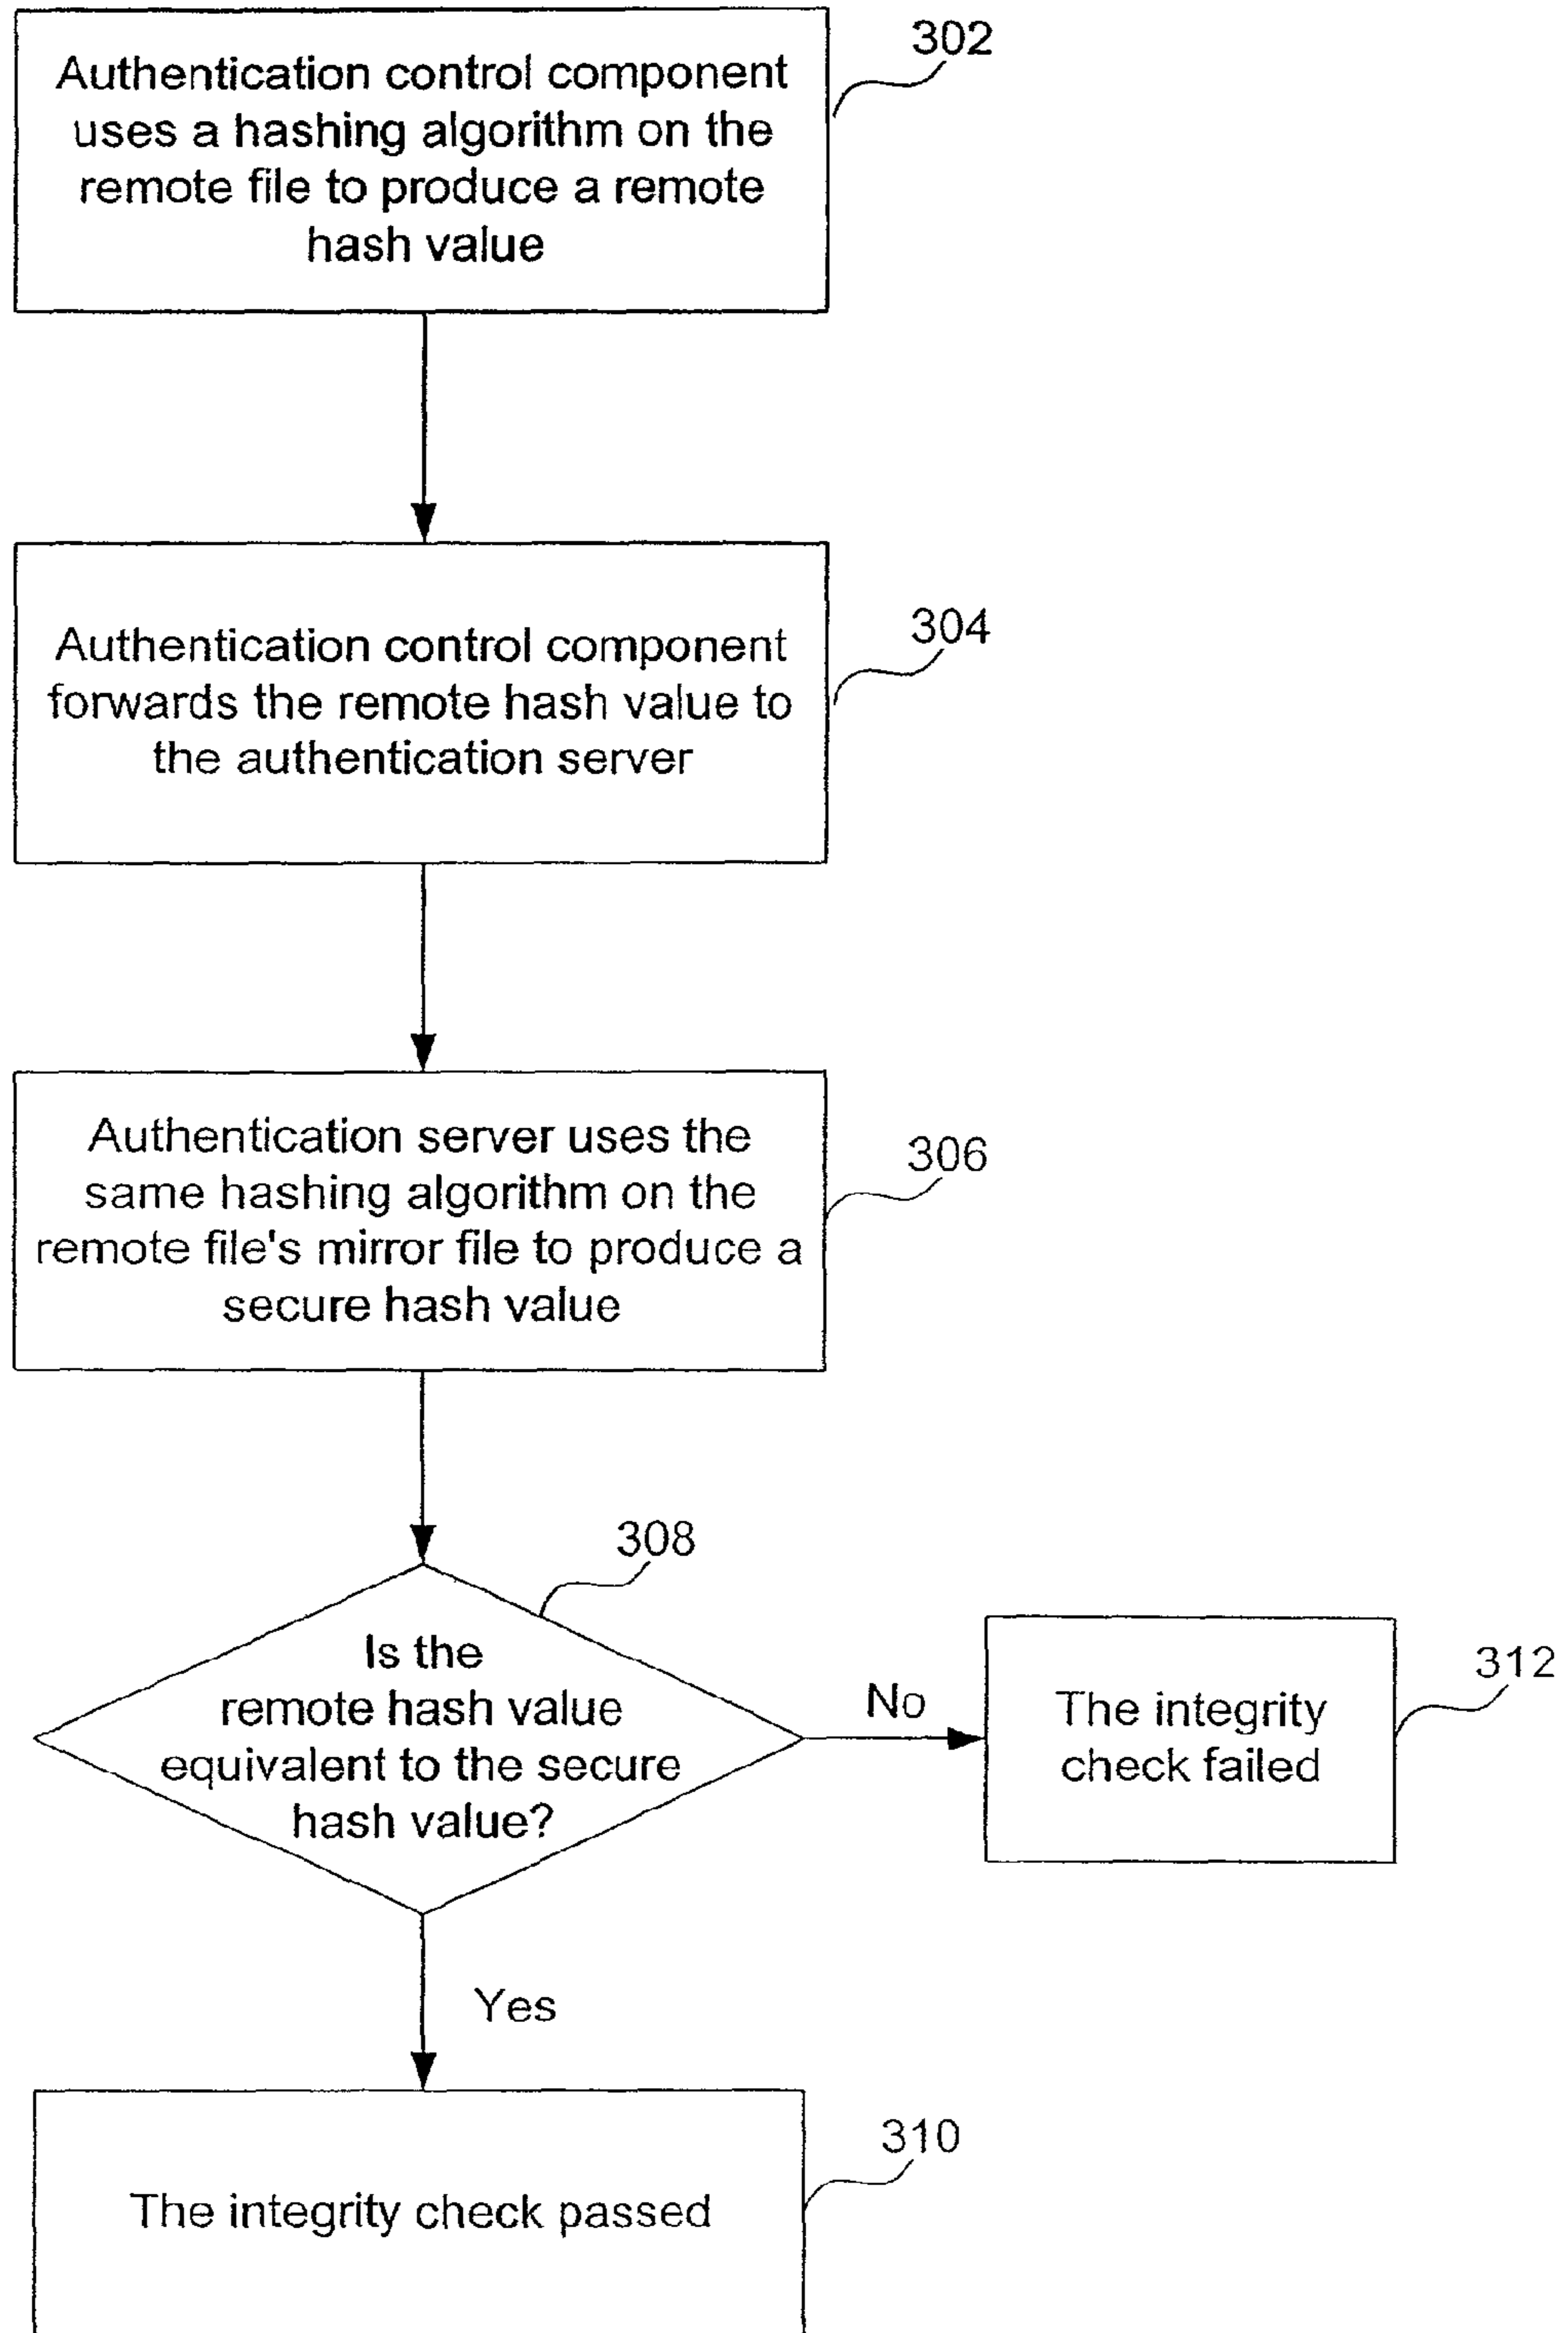 302
Authentication control component
uses a hashing algorithm on the
remote file to produce a remote
hash value
304
Authentication control component
forwards the remote hash value to
the authentication server
306
Authentication server uses the
same hashing algorithm on the
remote file's mirror file to produce a
secure hash value
308
Is the
remote hash value
equivalent to the secure
hash value?
No
312
The integrity
check failed
Yes
310
The integrity check passed